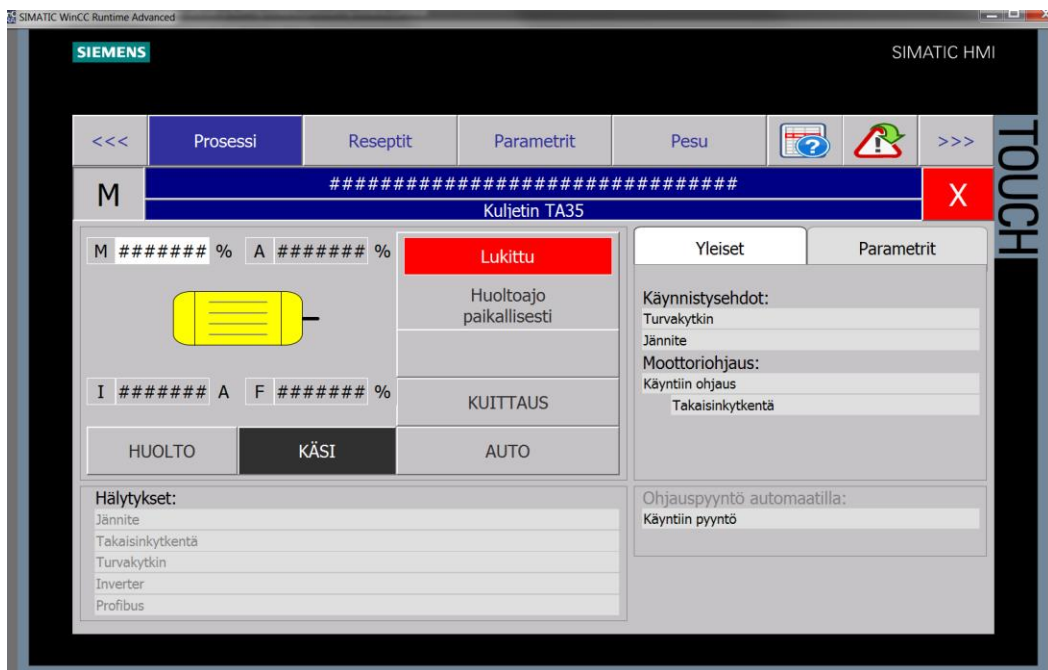 SIMATIC WinCC Runtime Advanced
SIEMENS
SIMATIC HMI
TOUCH
<<<
Prosessi
Reseptit
Parametrit
Pesu
>>>
M
################################
X
Kuljetin TA35
M ####### % A ####### %
Lukittu
Huoltoajo
paikallisesti
I ####### A F ####### %
KUITTAUS
HUOLTO
KÄSI
AUTO
Yleiset
Parametrit
Käynnistysehdot:
Turvakytkin
Jännite
Moottoriohjaus:
Käyntiin ohjaus
Takaisinkytkentä
Hälytykset:
Jännite
Takaisinkytkentä
Turvakytkin
Inverter
Profibus
Ohjauspyyntö automaatilla:
Käyntiin pyyntö